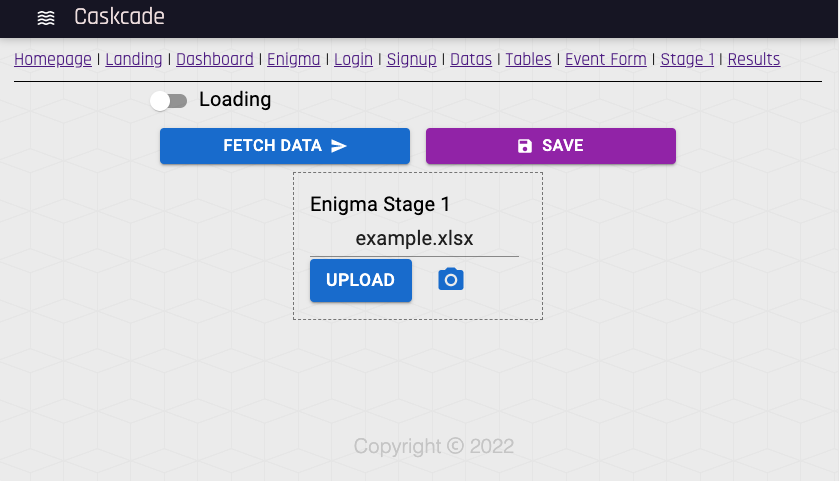 Caskcade
Homepage | Landing | Dashboard | Enigma | Login | Signup | Datas | Tables | Event Form | Stage 1 | Results
Loading
FETCH DATA
SAVE
Enigma Stage 1
example.xlsx
UPLOAD
Copyright © 2022